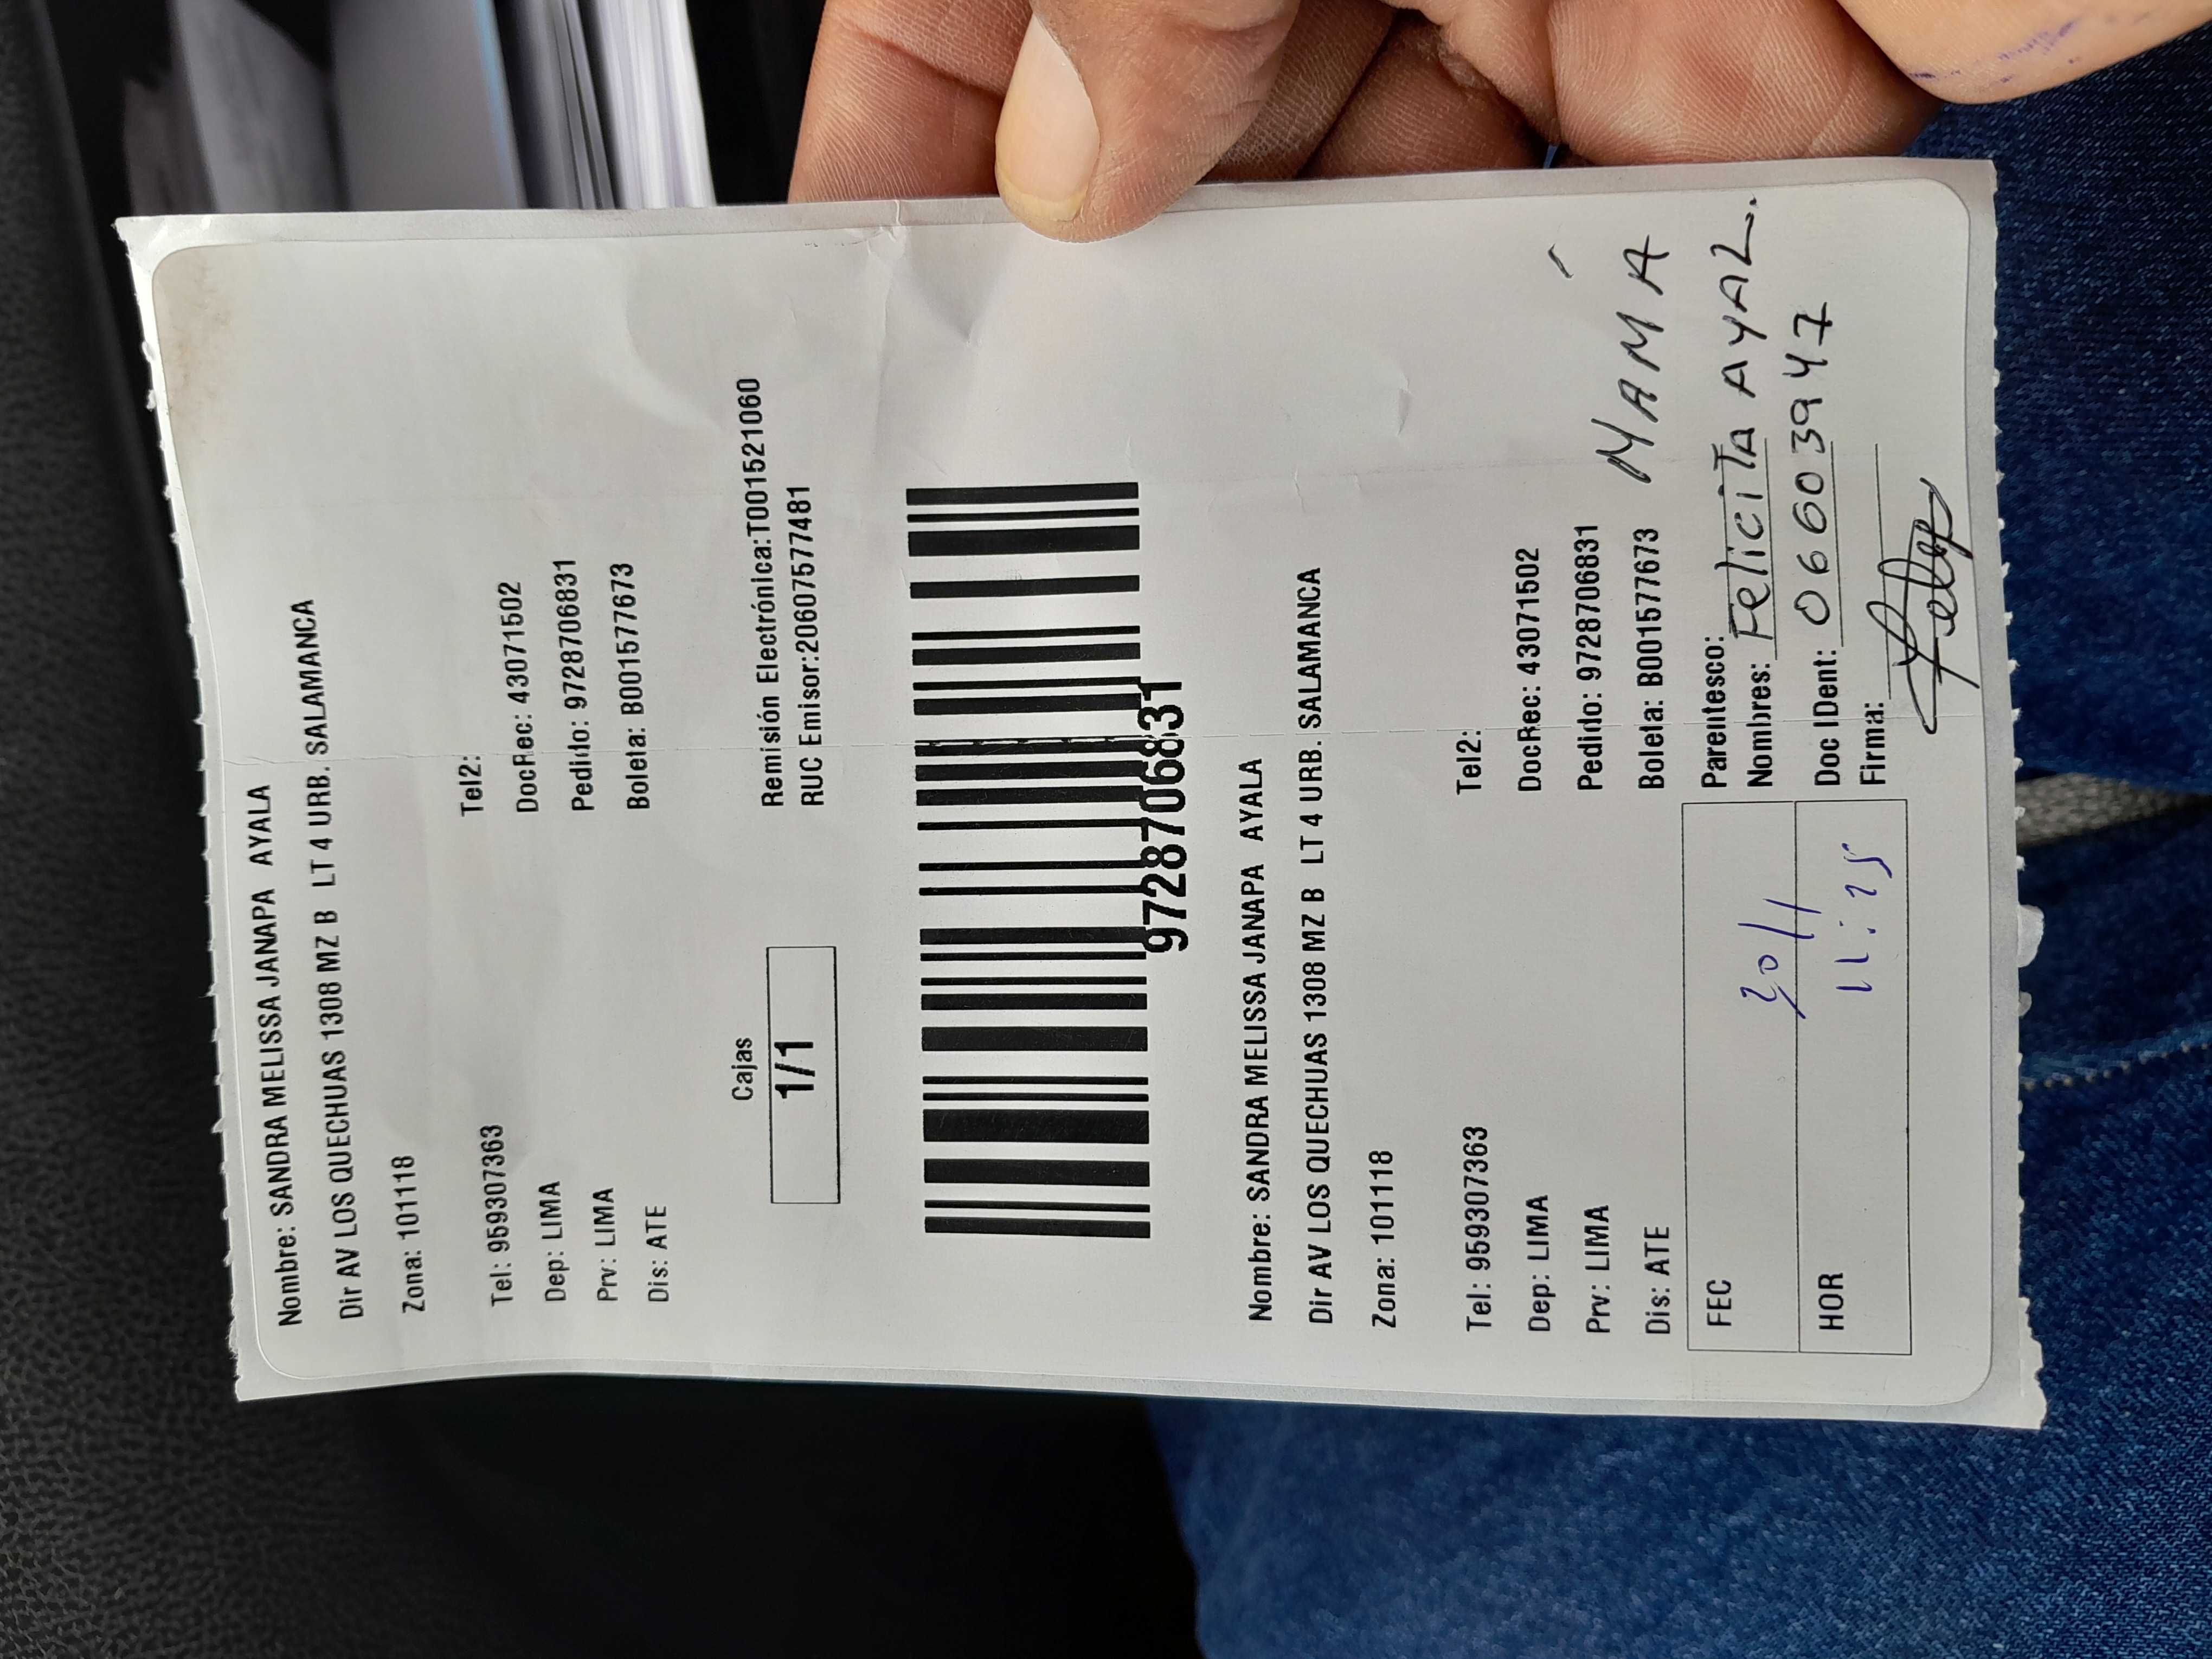 Nombre: SANDRA MELISSA JANAPA AYALA
Dir AV LOS QUECHUAS 1308 MZ B LT 4 URB. SALAMANCA
Zona: 101118
Tel: 959307363 Tel2:
Dep: LIMA DocRec: 43071502
Prv: LIMA Pedido: 9728706831
Dis: ATE Boleta: B001577673
Cajas
1/1
Remisión Electrónica:T001521060
RUC Emisor:20607577481
9728706831
Nombre: SANDRA MELISSA JANAPA AYALA
Dir AV LOS QUECHUAS 1308 MZ B LT 4 URB. SALAMANCA
Zona: 101118
Tel: 959307363 Tel2:
Dep: LIMA DocRec: 43071502
Prv: LIMA Pedido: 9728706831
Dis: ATE Boleta: B001577673
FEC 20/11
HOR 11:25
Parentesco: MAMÁ
Nombres: Felicita AYAL.
Doc IDent: 06603947
Firma: